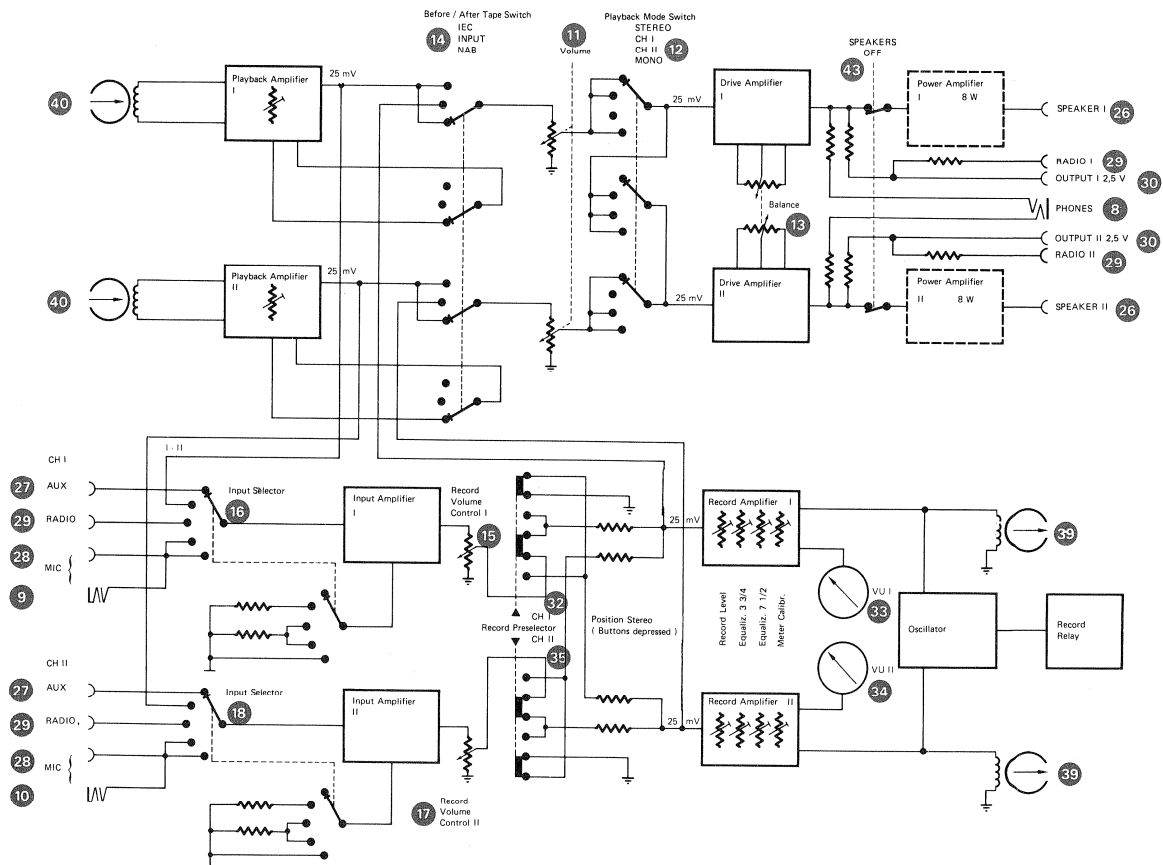 Before / After Tape Switch
14
IEC
INPUT
NAB
11
Volume
Playback Mode Switch
STEREO
CH I
CH II
MONO
12
SPEAKERS
OFF
43
40
Playback Amplifier
I
25 mV
25 mV
Drive Amplifier
I
Power Amplifier
I 8 W
SPEAKER I 26
RADIO I 29
OUTPUT I 2,5 V 30
PHONES 8
Balance
13
OUTPUT II 2,5 V 30
RADIO II 29
40
Playback Amplifier
II
25 mV
25 mV
Drive Amplifier
II
Power Amplifier
II 8 W
SPEAKER II 26
I - II
CH I
27 AUX
29 RADIO
28
MIC
9
Input Selector
16
Input Amplifier
I
Record
Volume
Control I
15
32
CH I
Record Preselector
CH II
35
Position Stereo
( Buttons depressed )
25 mV
Record Amplifier I
Record Level
Equaliz. 3 3/4
Equaliz. 7 1/2
Meter Calibr.
VU I
33
VU II
34
Oscillator
Record
Relay
39
CH II
27 AUX
29 RADIO,
28
MIC
10
Input Selector
18
Input Amplifier
II
17
Record
Volume
Control II
25 mV
Record Amplifier II
39